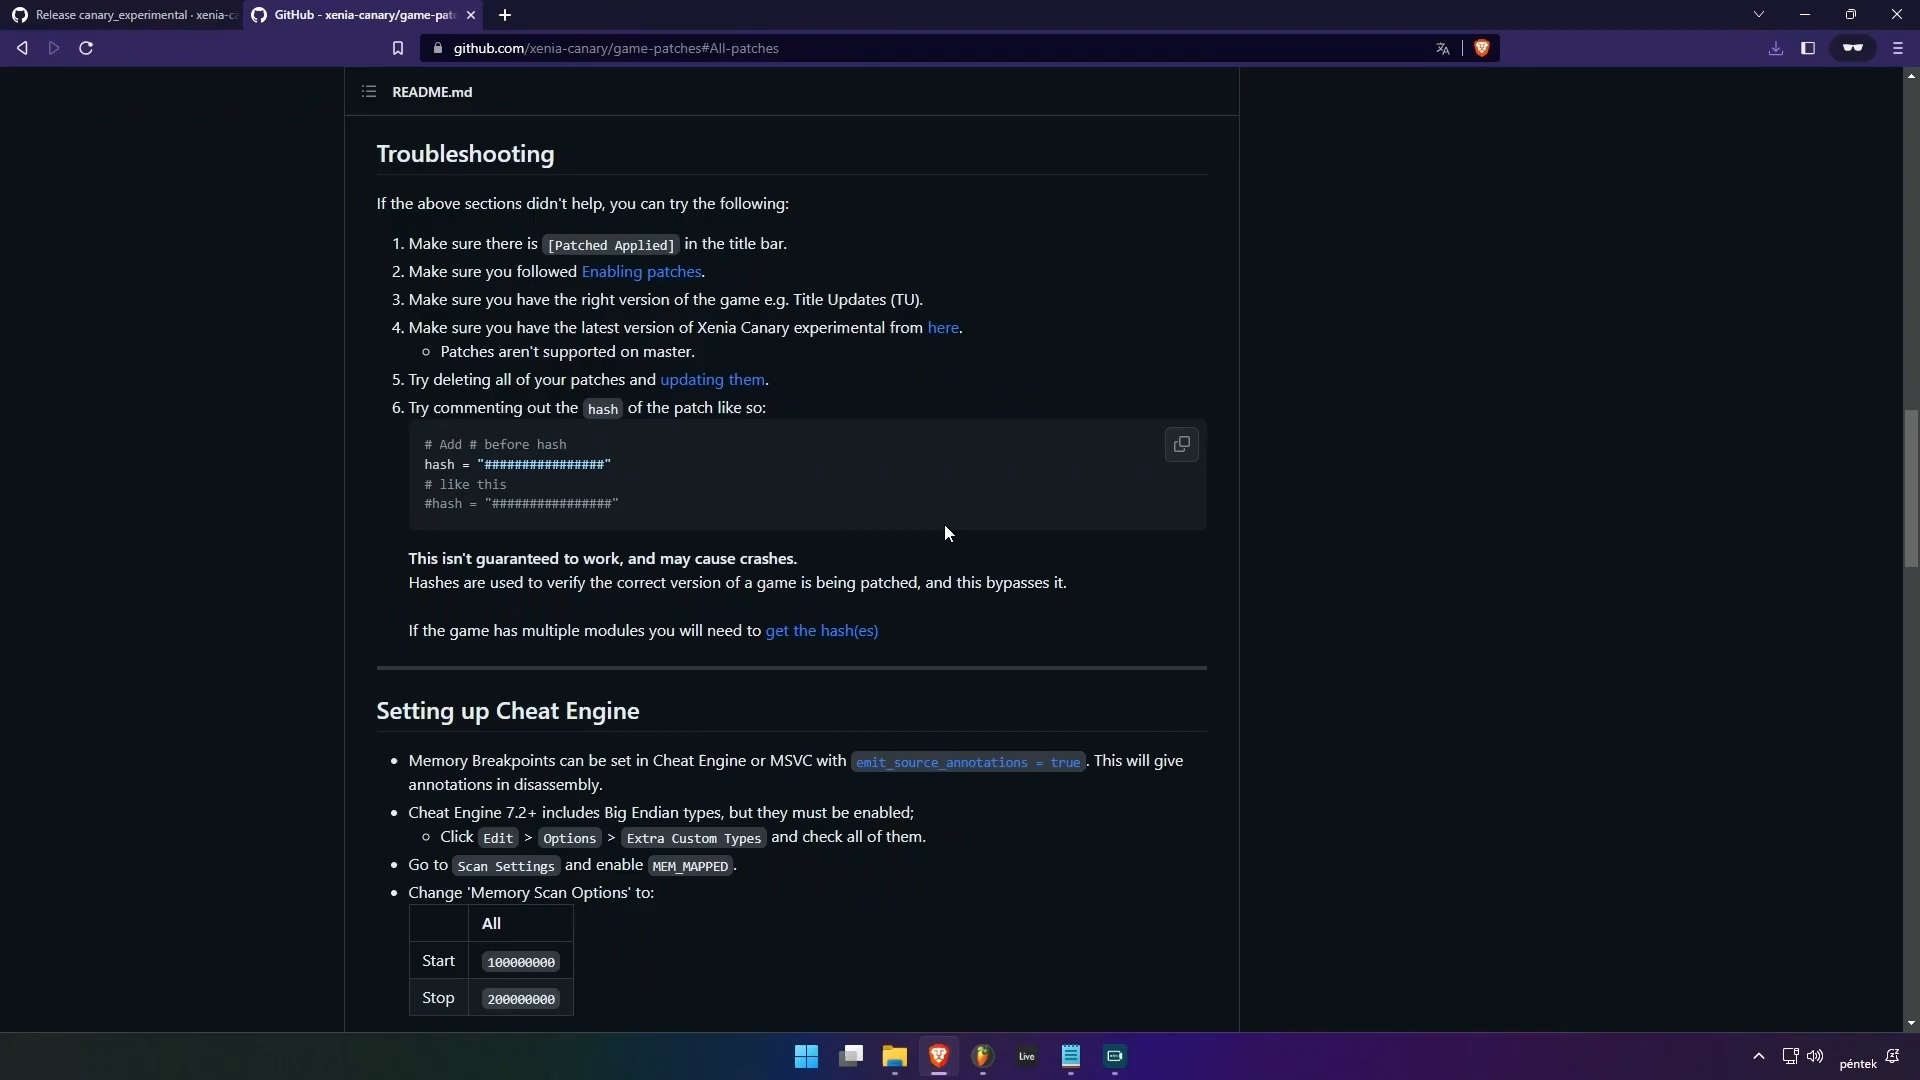 Release canary_experimental · xenia-ca
GitHub - xenia-canary/game-patc
github.com/xenia-canary/game-patches#All-patches
README.md
Troubleshooting
If the above sections didn't help, you can try the following:
1. Make sure there is [Patched Applied] in the title bar.
2. Make sure you followed Enabling patches.
3. Make sure you have the right version of the game e.g. Title Updates (TU).
4. Make sure you have the latest version of Xenia Canary experimental from here.
Patches aren't supported on master.
5. Try deleting all of your patches and updating them.
6. Try commenting out the hash of the patch like so:
# Add # before hash
hash = "################"
# like this
#hash = "################"
This isn't guaranteed to work, and may cause crashes.
Hashes are used to verify the correct version of a game is being patched, and this bypasses it.
If the game has multiple modules you will need to get the hash(es)
Setting up Cheat Engine
Memory Breakpoints can be set in Cheat Engine or MSVC with emit_source_annotations = true. This will give
annotations in disassembly.
Cheat Engine 7.2+ includes Big Endian types, but they must be enabled;
Click Edit > Options > Extra Custom Types and check all of them.
Go to Scan Settings and enable MEM_MAPPED.
Change 'Memory Scan Options' to:
All
Start 100000000
Stop 200000000
Live
péntek